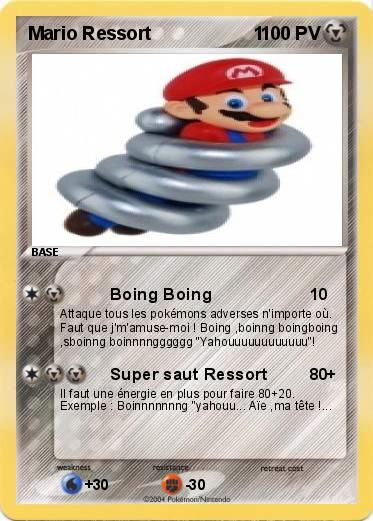 Mario Ressort 1100 PV
M
BASE
Boing Boing 10
Attaque tous les pokémons adverses n'importe où.
Faut que j'm'amuse-moi ! Boing ,boinng boingboing
,sboinng boinnnngggggg "Yahouuuuuuuuuuuu"!
Super saut Ressort 80+
Il faut une énergie en plus pour faire 80+20.
Exemple : Boinnnnnnng "yahouu... Aïe ,ma tête !...
weakness resistance retreat cost
+30 -30
©2004 Pokémon/Nintendo